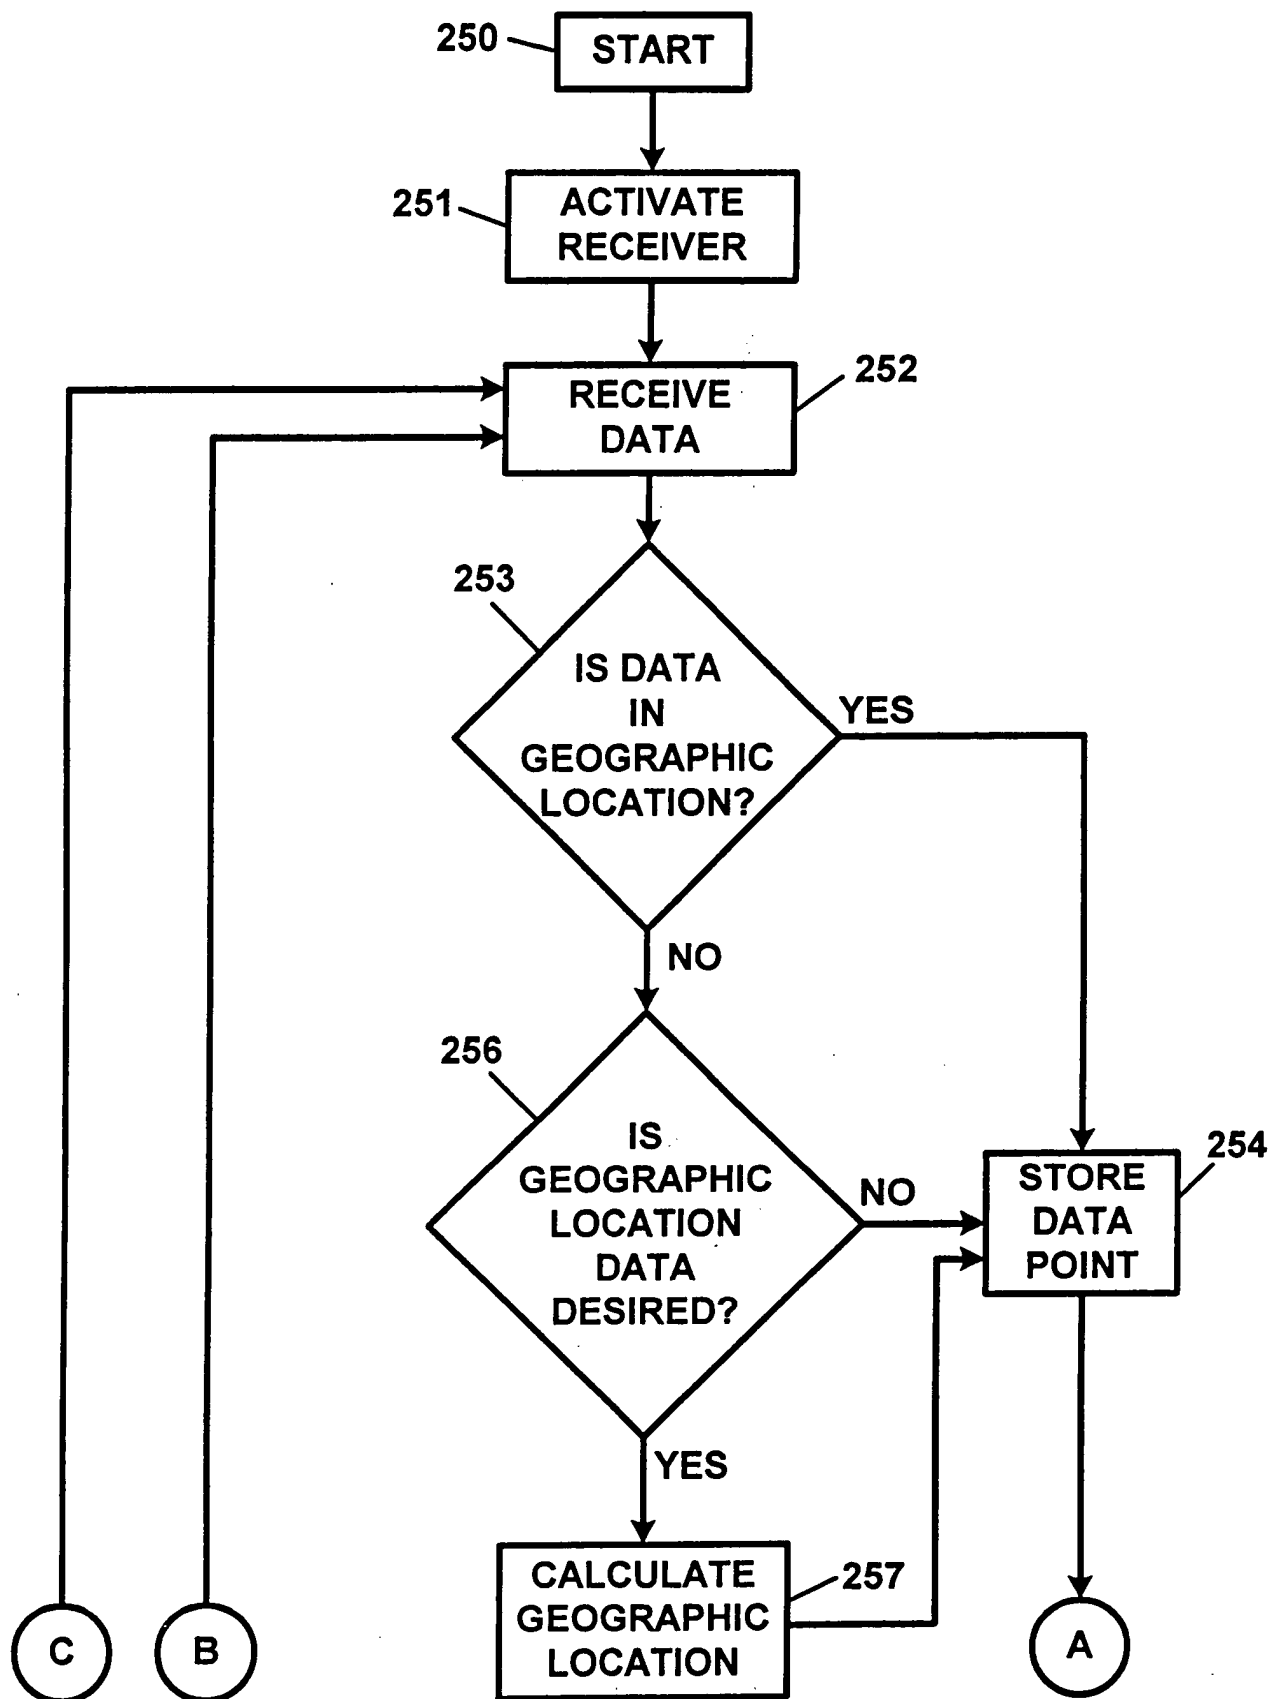 250
START
251
ACTIVATE
RECEIVER
252
RECEIVE
DATA
253
IS DATA
IN
GEOGRAPHIC
LOCATION?
YES
NO
256
IS
GEOGRAPHIC
LOCATION
DATA
DESIRED?
NO
254
STORE
DATA
POINT
YES
CALCULATE
GEOGRAPHIC
LOCATION
257
C
B
A